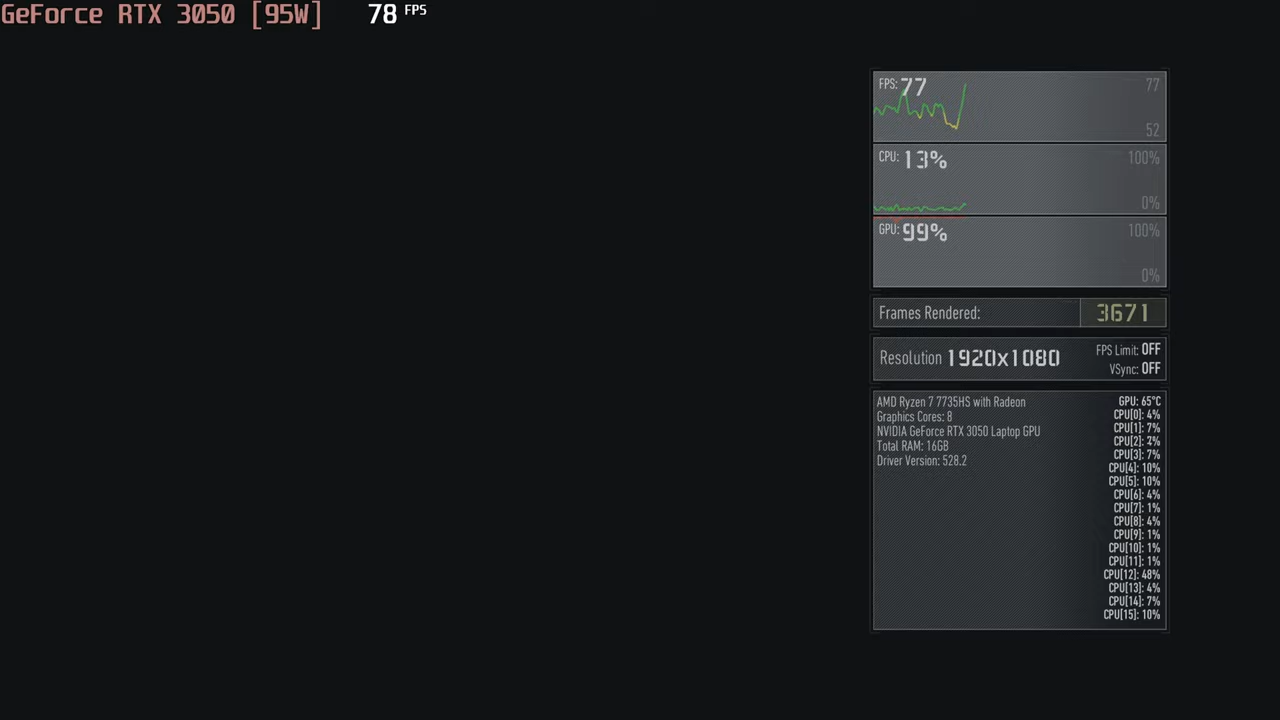 GeForce RTX 3050 [95W] 78 FPS
FPS: 77 77
52
CPU: 13% 100%
0%
GPU: 99% 100%
0%
Frames Rendered: 3671
Resolution 1920x1080 FPS Limit: OFF
VSync: OFF
AMD Ryzen 7 7735HS with Radeon
Graphics Cores: 8
NVIDIA GeForce RTX 3050 Laptop GPU
Total RAM: 16GB
Driver Version: 528.2
GPU: 65°C
CPU[0]: 4%
CPU[1]: 7%
CPU[2]:
CPU[3]: 7%
CPU[4]: 10%
CPU[5]: 10%
CPU[6]: 4%
CPU[7]: 1%
CPU[8]: 4%
CPU[9]: 1%
CPU[10]: 1%
CPU[11]: 1%
CPU[12]: 48%
CPU[13]: 4%
CPU[14]: 7%
CPU[15]: 10%